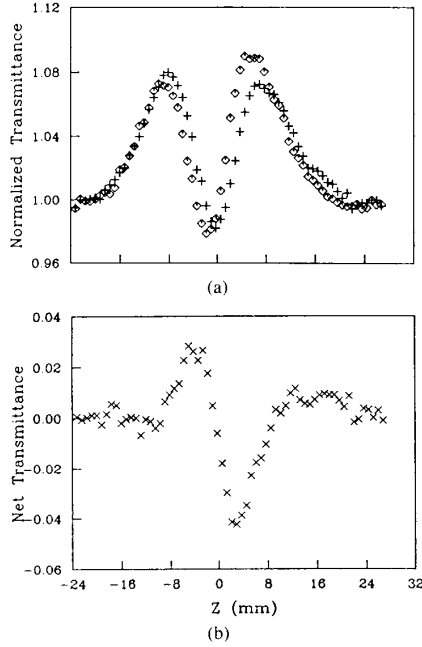 1.12
1.08
1.04
1.00
0.96
Normalized Transmittance
(a)
0.04
0.02
0.00
-0.02
-0.04
-0.06
Net Transmittance
-24 -16 -8 0 8 16 24 32
Z (mm)
(b)